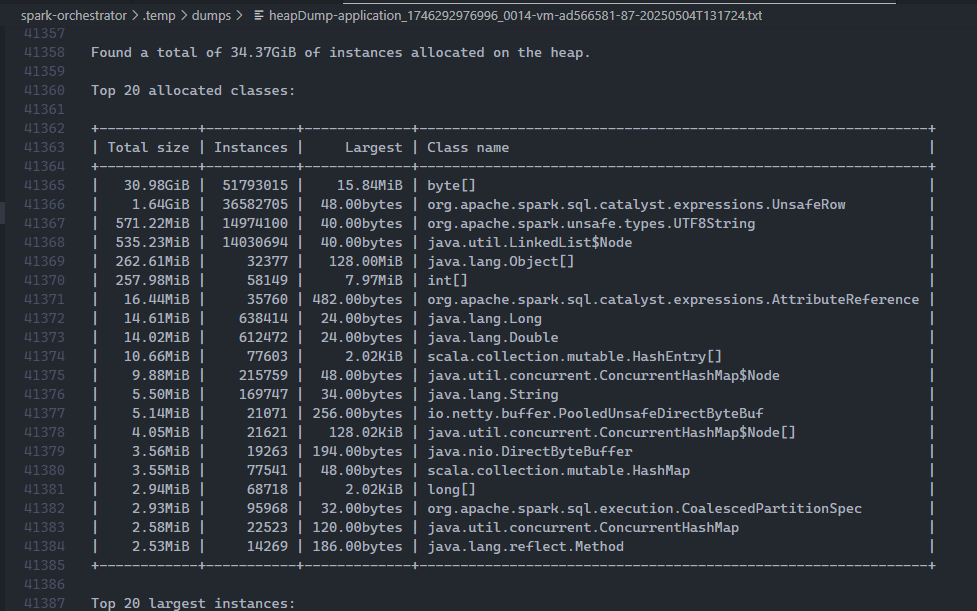 spark-orchestrator > .temp > dumps > heapDump-application_1746292976996_0014-vm-ad566581-87-20250504T131724.txt
41357
41358 Found a total of 34.37GiB of instances allocated on the heap.
41359
41360 Top 20 allocated classes:
41361
41362 +------------+-----------+-------------+--------------------------------------------------------------+
41363 | Total size | Instances | Largest | Class name |
41364 +------------+-----------+-------------+--------------------------------------------------------------+
41365 | 30.98GiB | 51793015 | 15.84MiB | byte[] |
41366 | 1.64GiB | 36582705 | 48.00bytes | org.apache.spark.sql.catalyst.expressions.UnsafeRow |
41367 | 571.22MiB | 14974100 | 40.00bytes | org.apache.spark.unsafe.types.UTF8String |
41368 | 535.23MiB | 14030694 | 40.00bytes | java.util.LinkedList$Node |
41369 | 262.61MiB | 32377 | 128.00MiB | java.lang.Object[] |
41370 | 257.98MiB | 58149 | 7.97MiB | int[] |
41371 | 16.44MiB | 35760 | 482.00bytes | org.apache.spark.sql.catalyst.expressions.AttributeReference |
41372 | 14.61MiB | 638414 | 24.00bytes | java.lang.Long |
41373 | 14.02MiB | 612472 | 24.00bytes | java.lang.Double |
41374 | 10.66MiB | 77603 | 2.02KiB | scala.collection.mutable.HashEntry[] |
41375 | 9.88MiB | 215759 | 48.00bytes | java.util.concurrent.ConcurrentHashMap$Node |
41376 | 5.50MiB | 169747 | 34.00bytes | java.lang.String |
41377 | 5.14MiB | 21071 | 256.00bytes | io.netty.buffer.PooledUnsafeDirectByteBuf |
41378 | 4.05MiB | 21621 | 128.02KiB | java.util.concurrent.ConcurrentHashMap$Node[] |
41379 | 3.56MiB | 19263 | 194.00bytes | java.nio.DirectByteBuffer |
41380 | 3.55MiB | 77541 | 48.00bytes | scala.collection.mutable.HashMap |
41381 | 2.94MiB | 68718 | 2.02KiB | long[] |
41382 | 2.93MiB | 95968 | 32.00bytes | org.apache.spark.sql.execution.CoalescedPartitionSpec |
41383 | 2.58MiB | 22523 | 120.00bytes | java.util.concurrent.ConcurrentHashMap |
41384 | 2.53MiB | 14269 | 186.00bytes | java.lang.reflect.Method |
41385 +------------+-----------+-------------+--------------------------------------------------------------+
41386
41387 Top 20 largest instances: